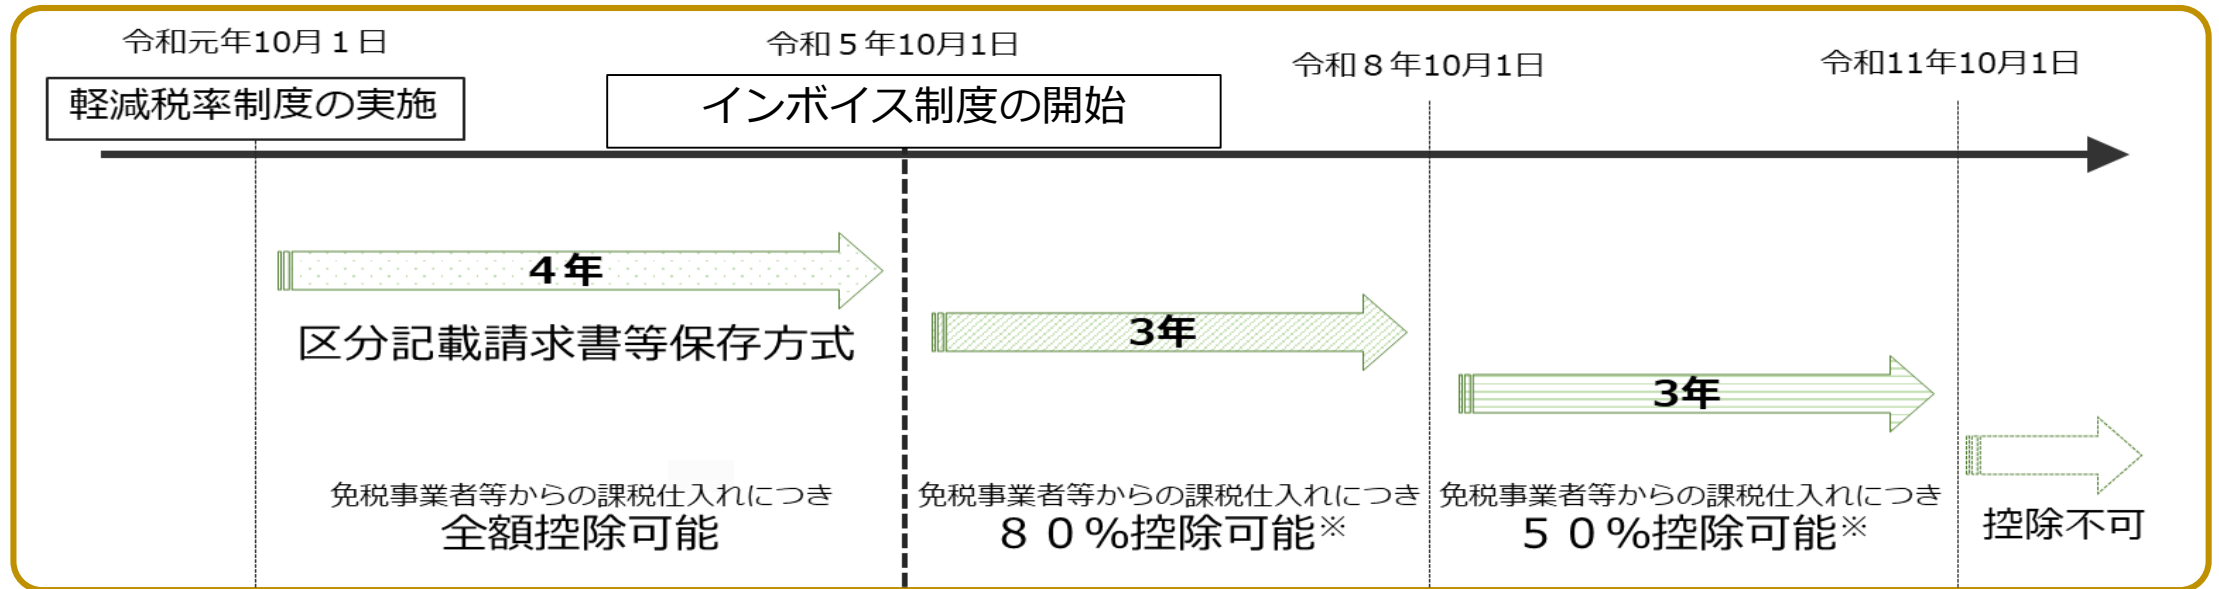 令和元年10月１日
軽減税率制度の実施
令和５年10月1日
インボイス制度の開始
令和８年10月1日
令和11年10月1日
４年
区分記載請求書等保存方式
3年
3年
免税事業者等からの課税仕入れにつき
全額控除可能
免税事業者等からの課税仕入れにつき
８０%控除可能※
免税事業者等からの課税仕入れにつき
５０%控除可能※
控除不可